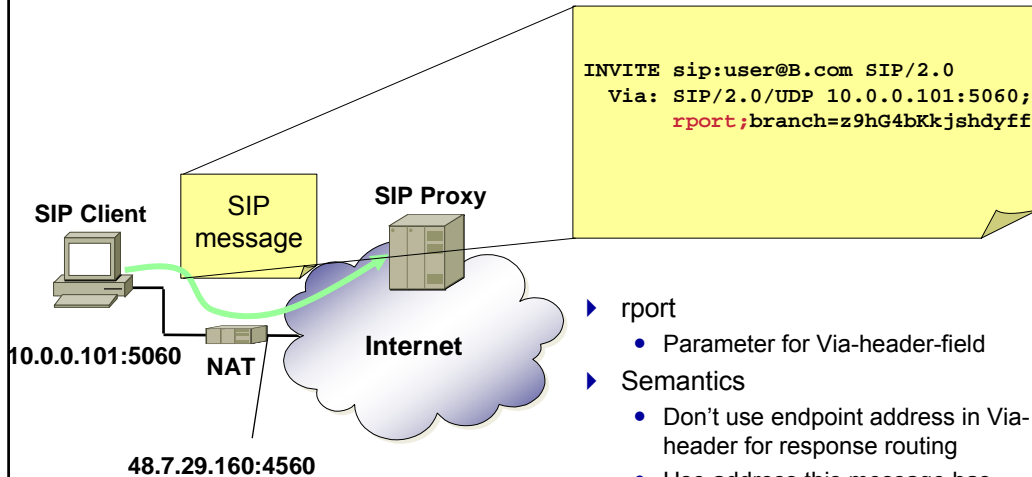 INVITE sip:user@B.com SIP/2.0
Via: SIP/2.0/UDP 10.0.0.101:5060;
rport;branch=z9hG4bKkjshdyff
SIP Client
SIP
message
SIP Proxy
10.0.0.101:5060
NAT
Internet
48.7.29.160:4560
rport
• Parameter for Via-header-field
Semantics
• Don't use endpoint address in Via-
header for response routing
• Use address this message has